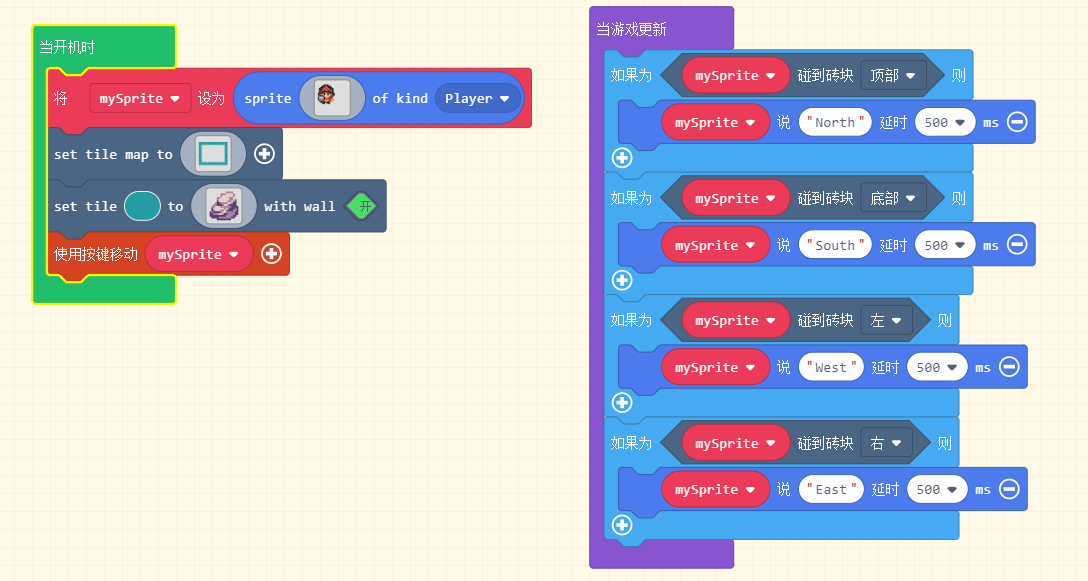 当开机时
将 mySprite 设为 sprite of kind Player
set tile map to
set tile to with wall 开
使用按键移动 mySprite
当游戏更新
如果为 mySprite 碰到砖块 顶部 则
mySprite 说 "North" 延时 500 ms
如果为 mySprite 碰到砖块 底部 则
mySprite 说 "South" 延时 500 ms
如果为 mySprite 碰到砖块 左 则
mySprite 说 "West" 延时 500 ms
如果为 mySprite 碰到砖块 右 则
mySprite 说 "East" 延时 500 ms